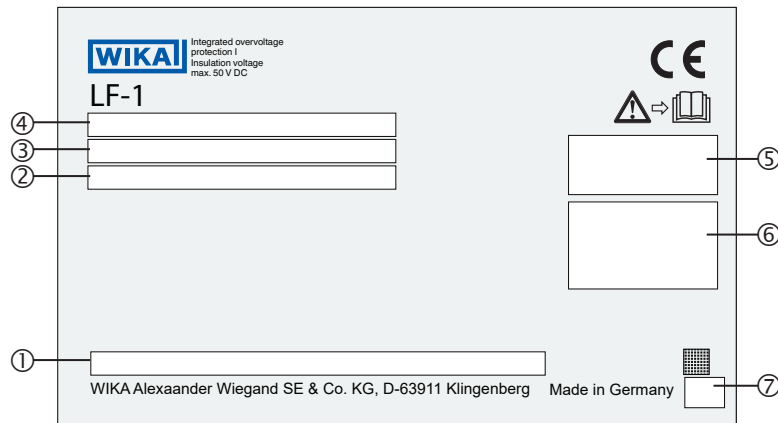 WIKA
Integrated overvoltage
protection I
Insulation voltage
max. 50 V DC
CE
LF-1
④
③
②
⑤
⑥
①
WIKA Alexaander Wiegand SE & Co. KG, D-63911 Klingenberg
Made in Germany
⑦